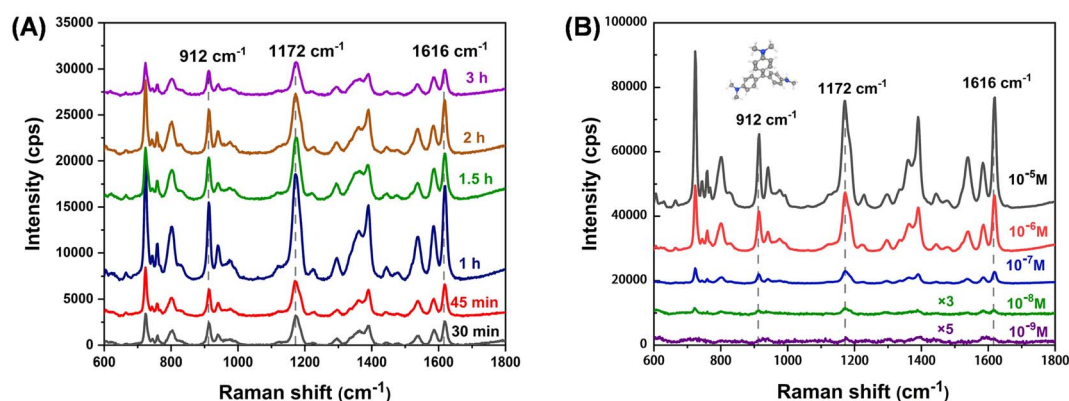 (A)
Intensity (cps)
35000
30000
25000
20000
15000
10000
5000
0
912 cm⁻¹
1172 cm⁻¹
1616 cm⁻¹
3 h
2 h
1.5 h
1 h
45 min
30 min
600 800 1000 1200 1400 1600 1800
Raman shift (cm⁻¹)
(B)
Intensity (cps)
100000
80000
60000
40000
20000
0
912 cm⁻¹
1172 cm⁻¹
1616 cm⁻¹
10⁻⁵M
10⁻⁶M
10⁻⁷M
×3 10⁻⁸M
×5 10⁻⁹M
600 800 1000 1200 1400 1600 1800
Raman shift (cm⁻¹)